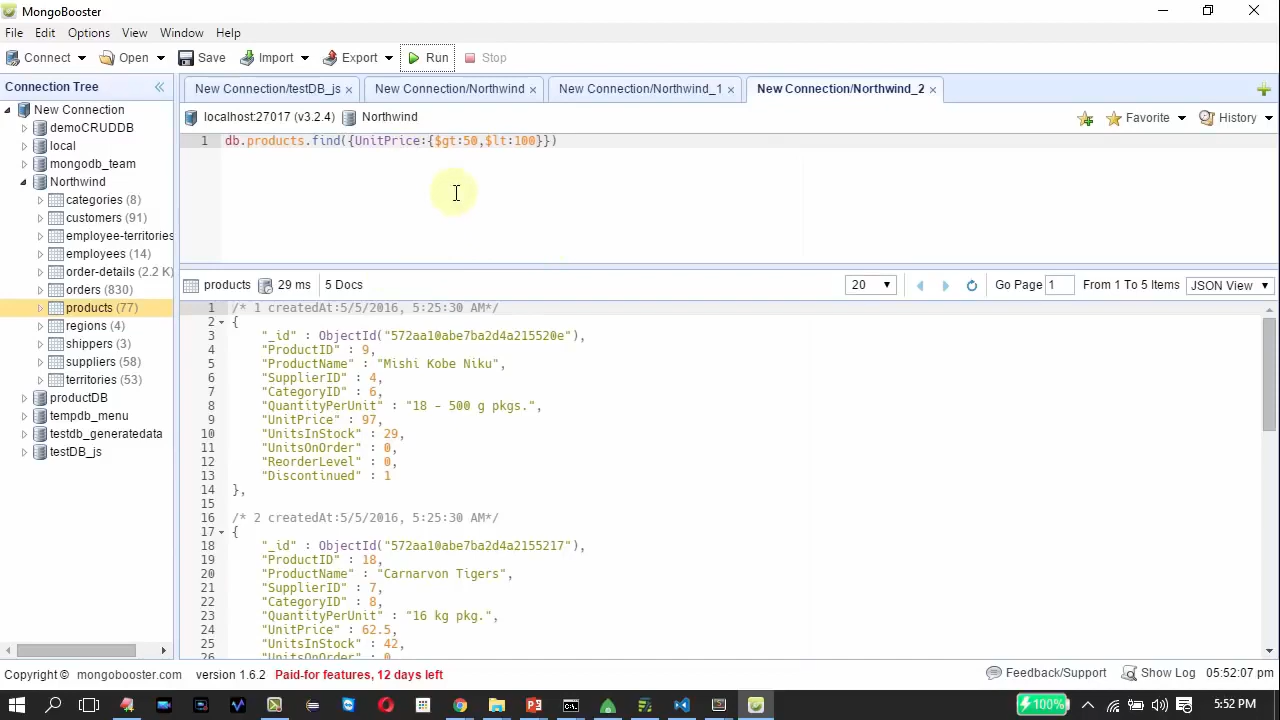 MongoBooster
File Edit Options View Window Help
Connect Open Save Import Export Run Stop
Connection Tree
New Connection
demoCRUDDB
local
mongodb_team
Northwind
categories (8)
customers (91)
employee-territories
employees (14)
order-details (2.2 K)
orders (830)
products (77)
regions (4)
shippers (3)
suppliers (58)
territories (53)
productDB
tempdb_menu
testdb_generatedata
testDB_js
New Connection/testDB_js × New Connection/Northwind × New Connection/Northwind_1 × New Connection/Northwind_2 ×
localhost:27017 (v3.2.4) Northwind Favorite History
1 db.products.find({UnitPrice:{$gt:50,$lt:100}})
products 29 ms 5 Docs 20 Go Page 1 From 1 To 5 Items JSON View
1 /* 1 createdAt:5/5/2016, 5:25:30 AM*/
2 {
3 "_id" : ObjectId("572aa10abe7ba2d4a215520e"),
4 "ProductID" : 9,
5 "ProductName" : "Mishi Kobe Niku",
6 "SupplierID" : 4,
7 "CategoryID" : 6,
8 "QuantityPerUnit" : "18 - 500 g pkgs.",
9 "UnitPrice" : 97,
10 "UnitsInStock" : 29,
11 "UnitsOnOrder" : 0,
12 "ReorderLevel" : 0,
13 "Discontinued" : 1
14 },
15
16 /* 2 createdAt:5/5/2016, 5:25:30 AM*/
17 {
18 "_id" : ObjectId("572aa10abe7ba2d4a2155217"),
19 "ProductID" : 18,
20 "ProductName" : "Carnarvon Tigers",
21 "SupplierID" : 7,
22 "CategoryID" : 8,
23 "QuantityPerUnit" : "16 kg pkg.",
24 "UnitPrice" : 62.5,
25 "UnitsInStock" : 42,
26 "UnitsOnOrder" : 0
Copyright© mongobooster.com version 1.6.2 Paid-for features, 12 days left Feedback/Support Show Log 05:52:07 pm
100% 5:52 PM